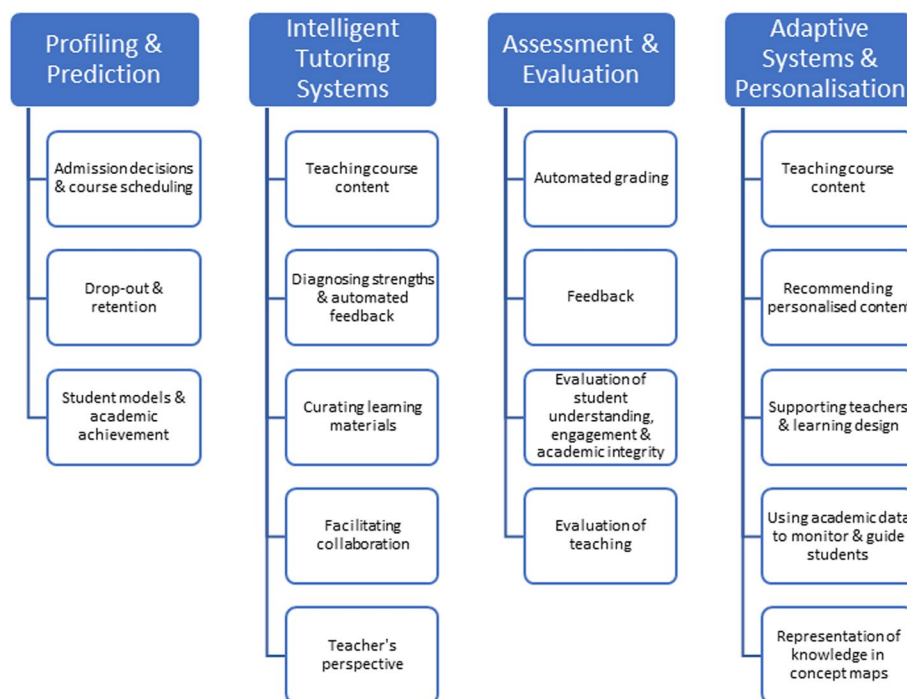 Profiling &
Prediction
Admission decisions
& course scheduling
Drop-out &
retention
Student models &
academic
achievement
Intelligent
Tutoring
Systems
Teaching course
content
Diagnosing strengths
& automated
feedback
Curating learning
materials
Facilitating
collaboration
Teacher's
perspective
Assessment &
Evaluation
Automated grading
Feedback
Evaluation of
student
understanding,
engagement &
academic integrity
Evaluation of
teaching
Adaptive
Systems &
Personalisation
Teaching course
content
Recommending
personalised content
Supporting teachers
& learning design
Using academic data
to monitor & guide
students
Representation of
knowledge in
concept maps